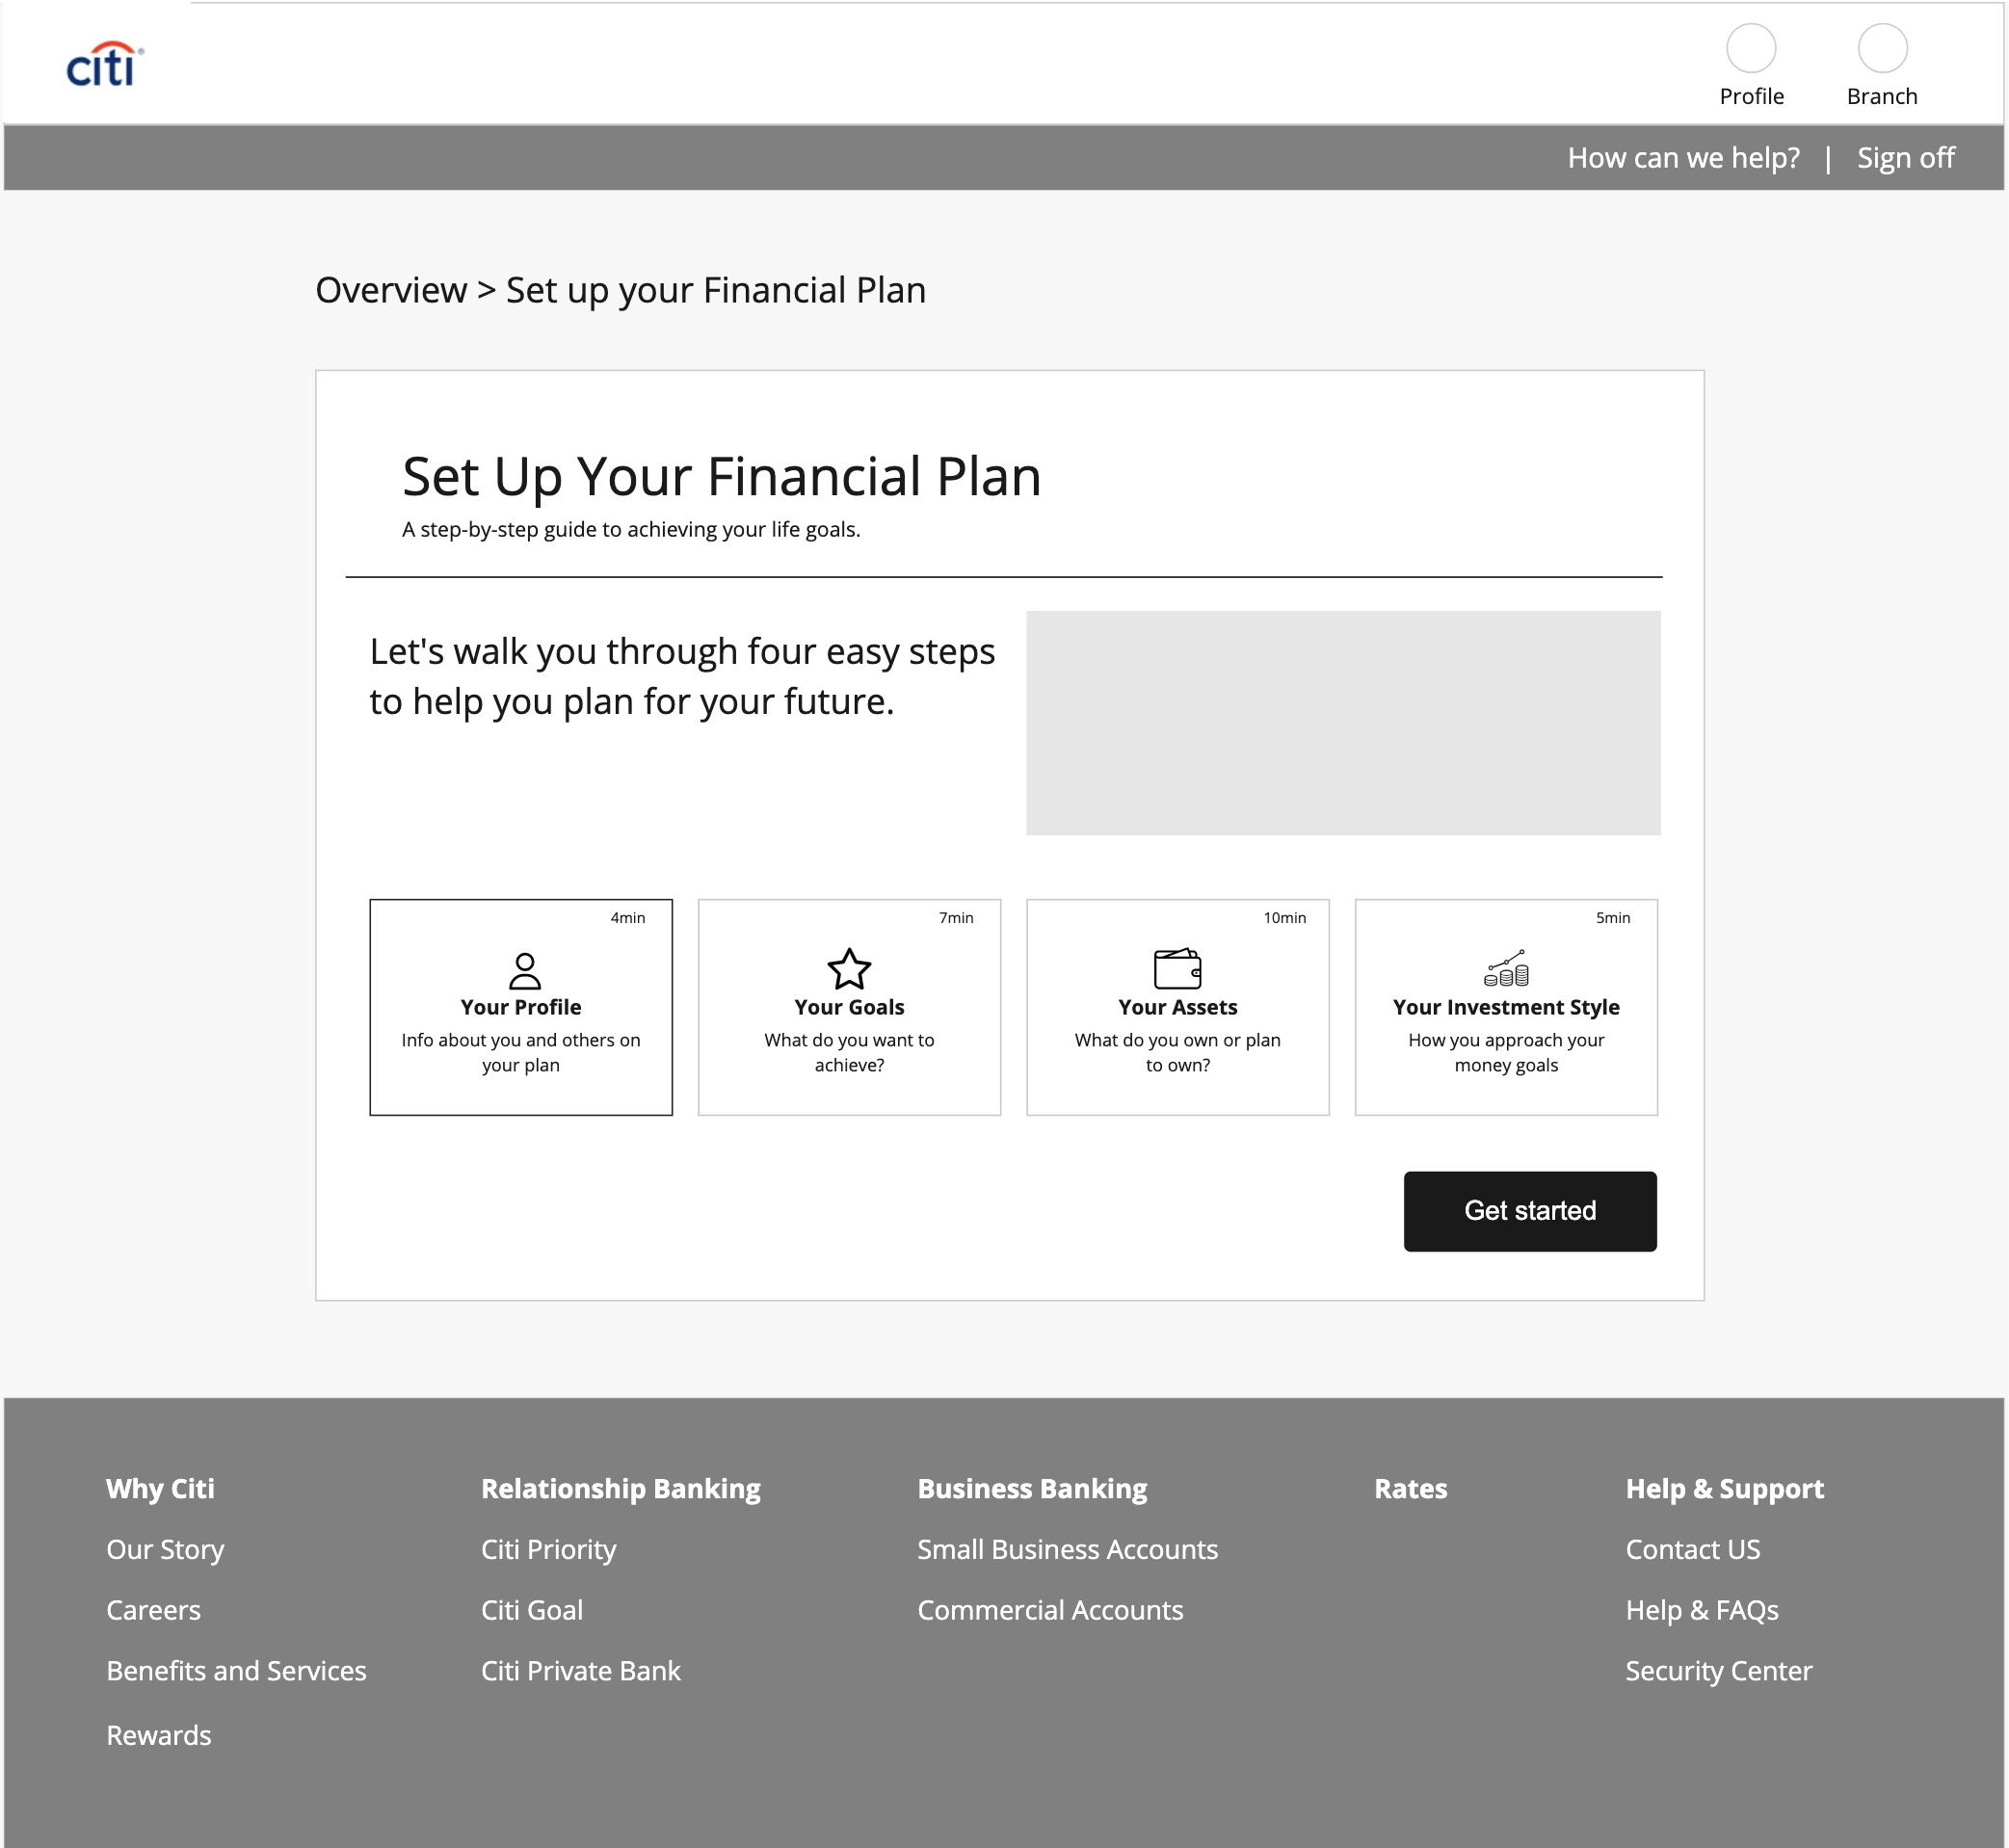 citi®
Profile
Branch
How can we help? | Sign off
Overview > Set up your Financial Plan
Set Up Your Financial Plan
A step-by-step guide to achieving your life goals.
Let's walk you through four easy steps
to help you plan for your future.
4min
Your Profile
Info about you and others on
your plan
7min
Your Goals
What do you want to
achieve?
10min
Your Assets
What do you own or plan
to own?
5min
Your Investment Style
How you approach your
money goals
Get started
Why Citi
Our Story
Careers
Benefits and Services
Rewards
Relationship Banking
Citi Priority
Citi Goal
Citi Private Bank
Business Banking
Small Business Accounts
Commercial Accounts
Rates
Help & Support
Contact US
Help & FAQs
Security Center